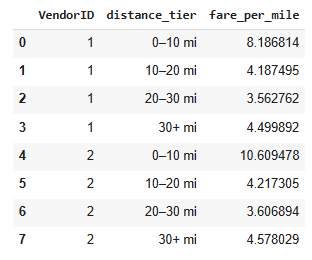 VendorID distance_tier fare_per_mile
0 1 0–10 mi 8.186814
1 1 10–20 mi 4.187495
2 1 20–30 mi 3.562762
3 1 30+ mi 4.499892
4 2 0–10 mi 10.609478
5 2 10–20 mi 4.217305
6 2 20–30 mi 3.606894
7 2 30+ mi 4.578029